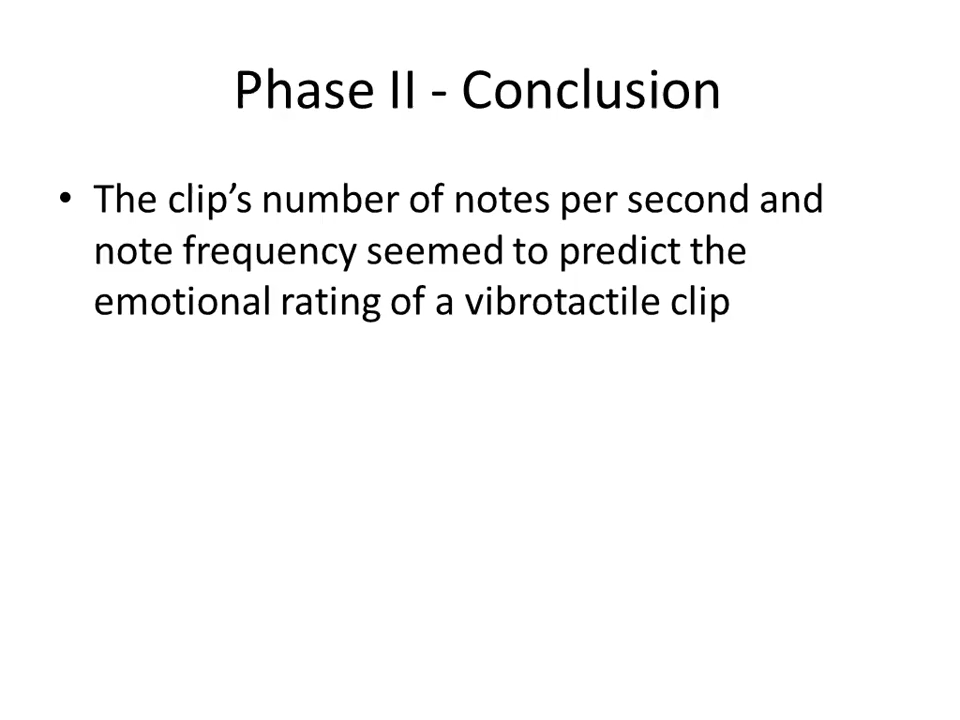 Phase II - Conclusion
• The clip’s number of notes per second and
note frequency seemed to predict the
emotional rating of a vibrotactile clip